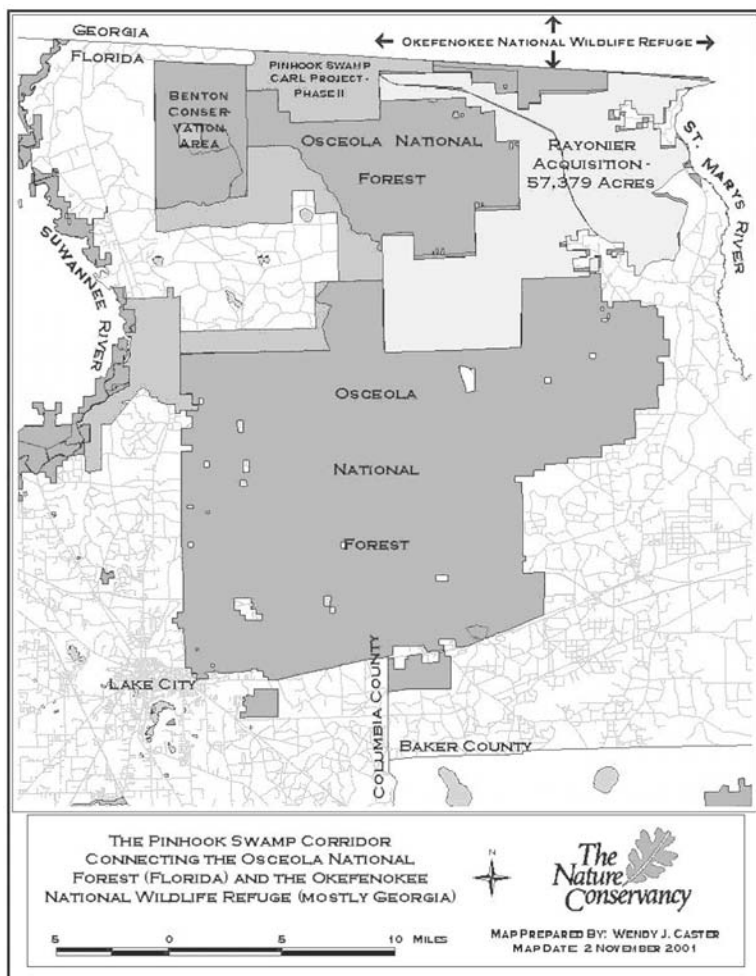 GEORGIA
FLORIDA
OKEFENOKEE NATIONAL WILDLIFE REFUGE
PINHOOK SWAMP
CARL PROJECT -
PHASE II
BENTON
CONSER-
VATION
AREA
OSCEOLA NATIONAL
FOREST
RAYONIER
ACQUISITION -
57,379 ACRES
ST. MARYS RIVER
SUWANNEE RIVER
OSCEOLA
NATIONAL
FOREST
LAKE CITY
COLUMBIA COUNTY
BAKER COUNTY
THE PINHOOK SWAMP CORRIDOR
CONNECTING THE OSCEOLA NATIONAL
FOREST (FLORIDA) AND THE OKEFENOKEE
NATIONAL WILDLIFE REFUGE (MOSTLY GEORGIA)
N
The
Nature
Conservancy
5 0 5 10 MILES
MAP PREPARED BY: WENDY J. CASTER
MAP DATE: 2 NOVEMBER 2001